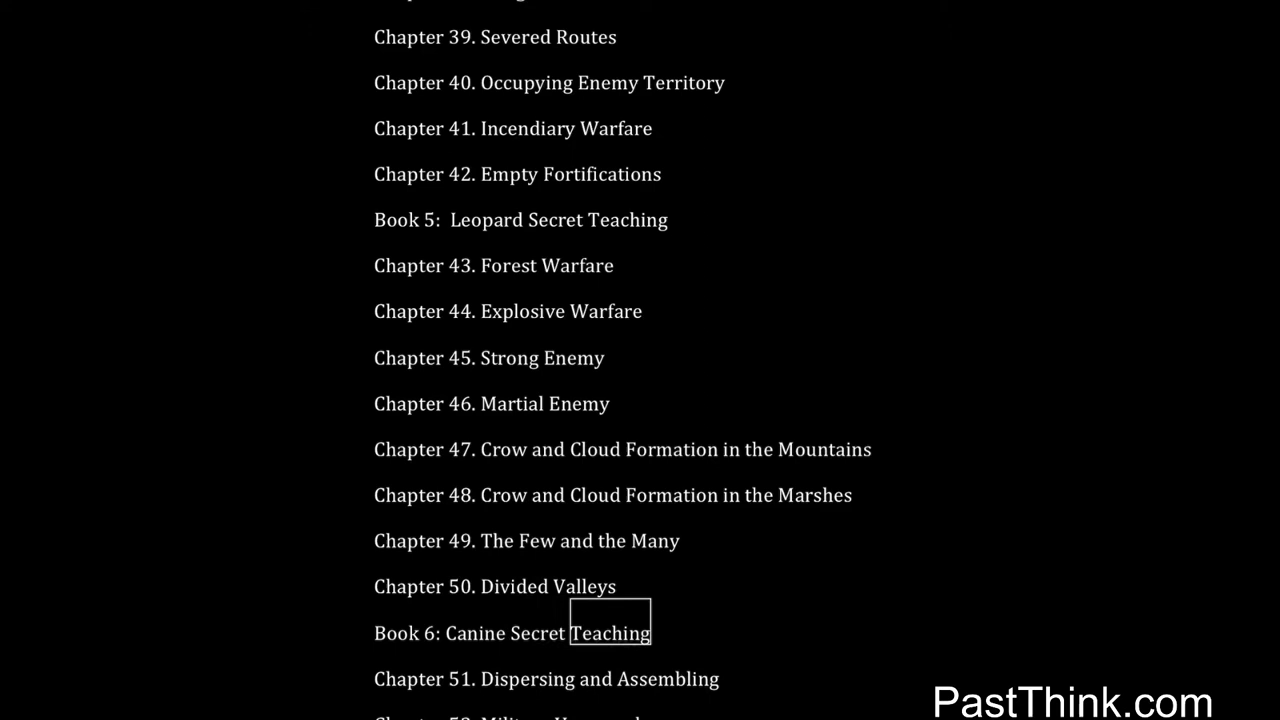 Chapter 39. Severed Routes
Chapter 40. Occupying Enemy Territory
Chapter 41. Incendiary Warfare
Chapter 42. Empty Fortifications
Book 5:  Leopard Secret Teaching
Chapter 43. Forest Warfare
Chapter 44. Explosive Warfare
Chapter 45. Strong Enemy
Chapter 46. Martial Enemy
Chapter 47. Crow and Cloud Formation in the Mountains
Chapter 48. Crow and Cloud Formation in the Marshes
Chapter 49. The Few and the Many
Chapter 50. Divided Valleys
Book 6: Canine Secret Teaching
Chapter 51. Dispersing and Assembling
PastThink.com